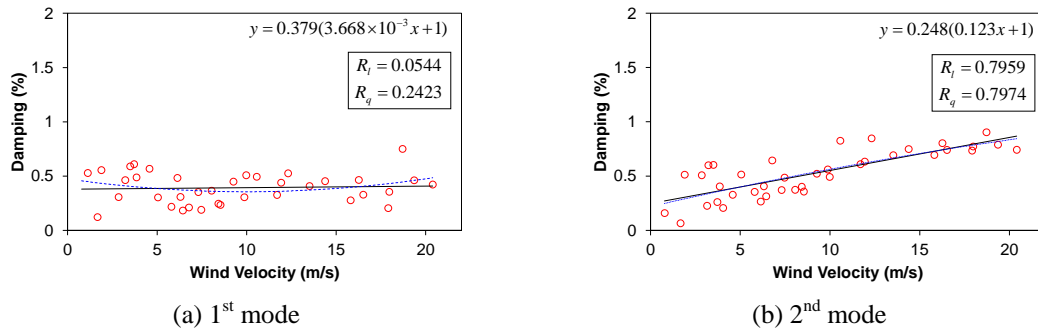 2
1.5
1
0.5
0
Damping (%)
y = 0.379(3.668×10⁻³ x+1)
R_l = 0.0544
R_q = 0.2423
0 5 10 15 20
Wind Velocity (m/s)
(a) 1st mode
2
1.5
1
0.5
0
Damping (%)
y = 0.248(0.123x+1)
R_l = 0.7959
R_q = 0.7974
0 5 10 15 20
Wind Velocity (m/s)
(b) 2nd mode